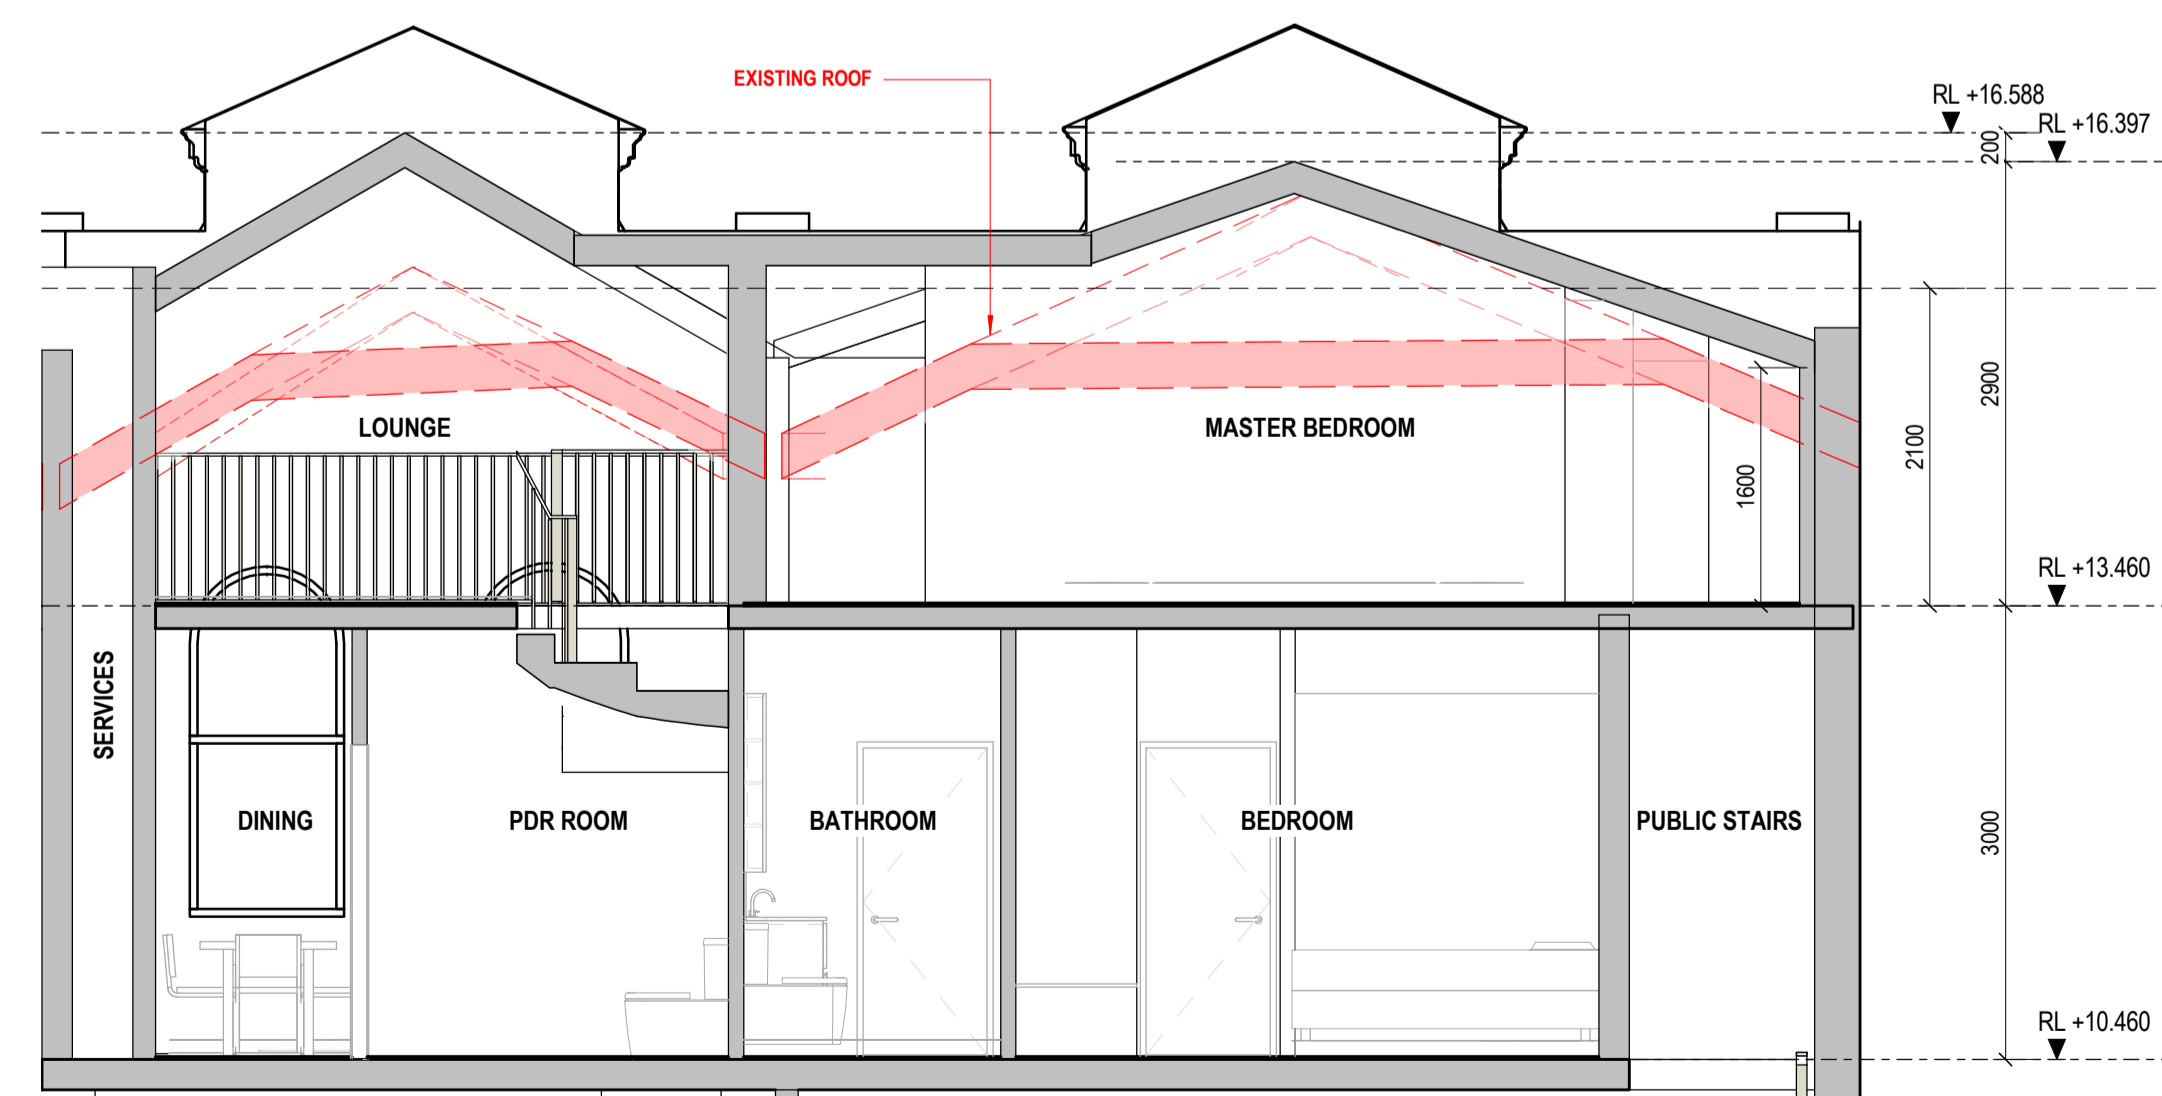 EXISTING ROOF
RL +16.588
RL +16.397
200
LOUNGE
MASTER BEDROOM
2900
2100
1600
RL +13.460
SERVICES
DINING
PDR ROOM
BATHROOM
BEDROOM
PUBLIC STAIRS
3000
RL +10.460